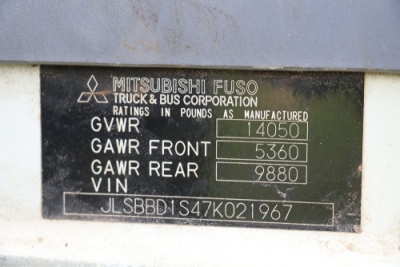 MITSUBISHI FUSO
TRUCK & BUS CORPORATION
RATINGS IN POUNDS AS MANUFACTURED
GVWR 14050
GAWR FRONT 5360
GAWR REAR 9880
VIN
JLSBBD1S47K021967